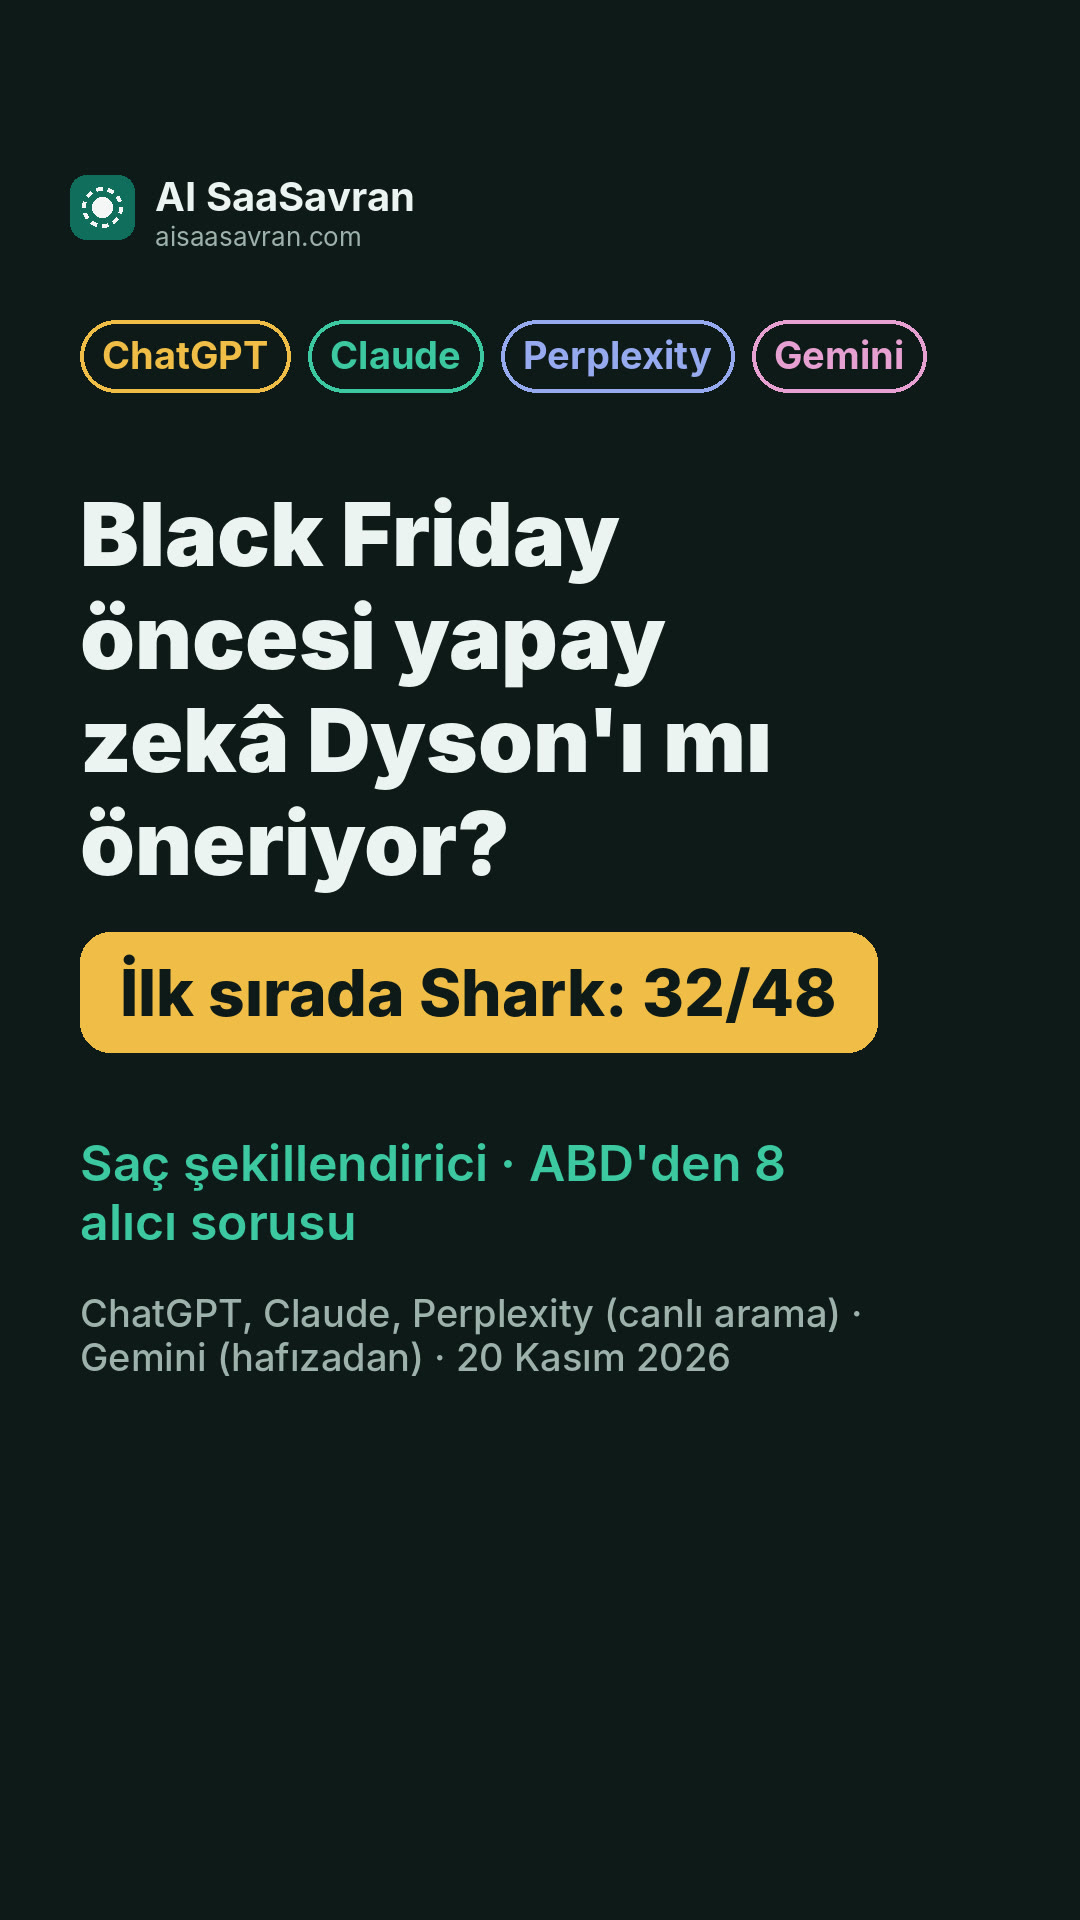 AI SaaSavran
aisaasavran.com
ChatGPT Claude Perplexity Gemini
Black Friday
öncesi yapay
zekâ Dyson'ı mı
öneriyor?
İlk sırada Shark: 32/48
Saç şekillendirici · ABD'den 8
alıcı sorusu
ChatGPT, Claude, Perplexity (canlı arama) ·
Gemini (hafızadan) · 20 Kasım 2026